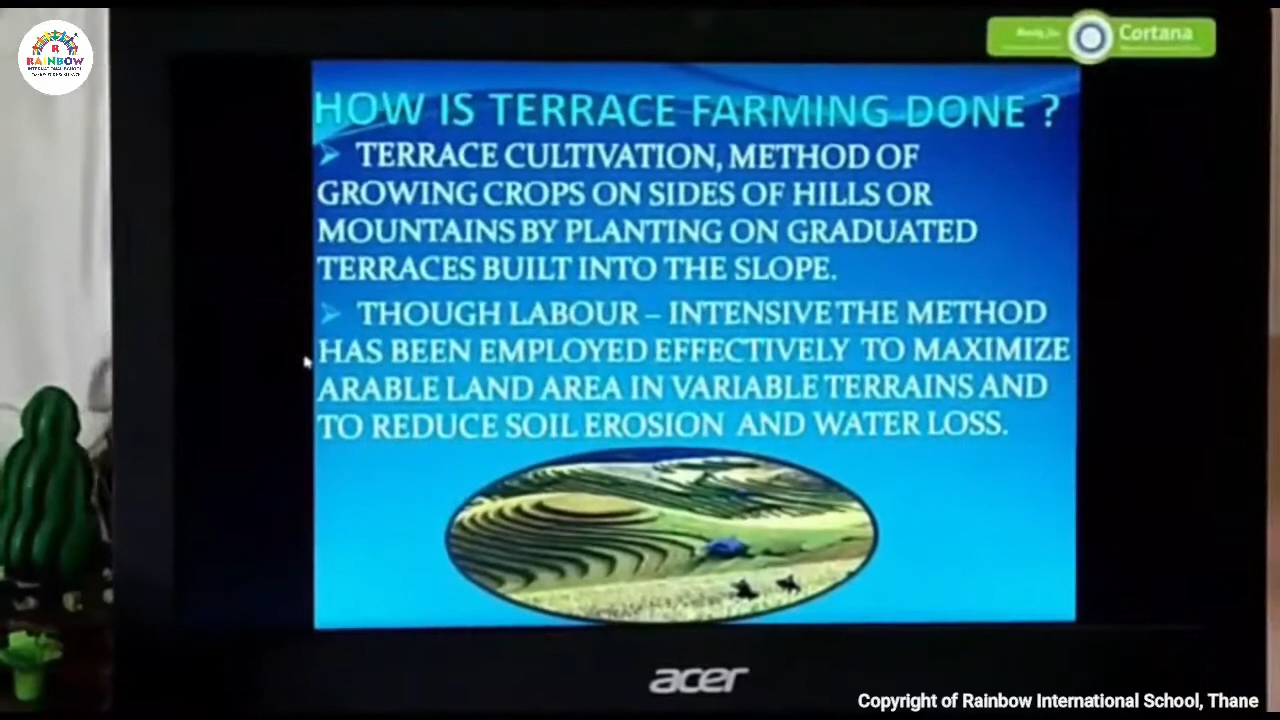 RAINBOW
INTERNATIONAL SCHOOL
Cortana
HOW IS TERRACE FARMING DONE ?
TERRACE CULTIVATION, METHOD OF
GROWING CROPS ON SIDES OF HILLS OR
MOUNTAINS BY PLANTING ON GRADUATED
TERRACES BUILT INTO THE SLOPE.
THOUGH LABOUR – INTENSIVE THE METHOD
HAS BEEN EMPLOYED EFFECTIVELY TO MAXIMIZE
ARABLE LAND AREA IN VARIABLE TERRAINS AND
TO REDUCE SOIL EROSION AND WATER LOSS.
acer
Copyright of Rainbow International School, Thane